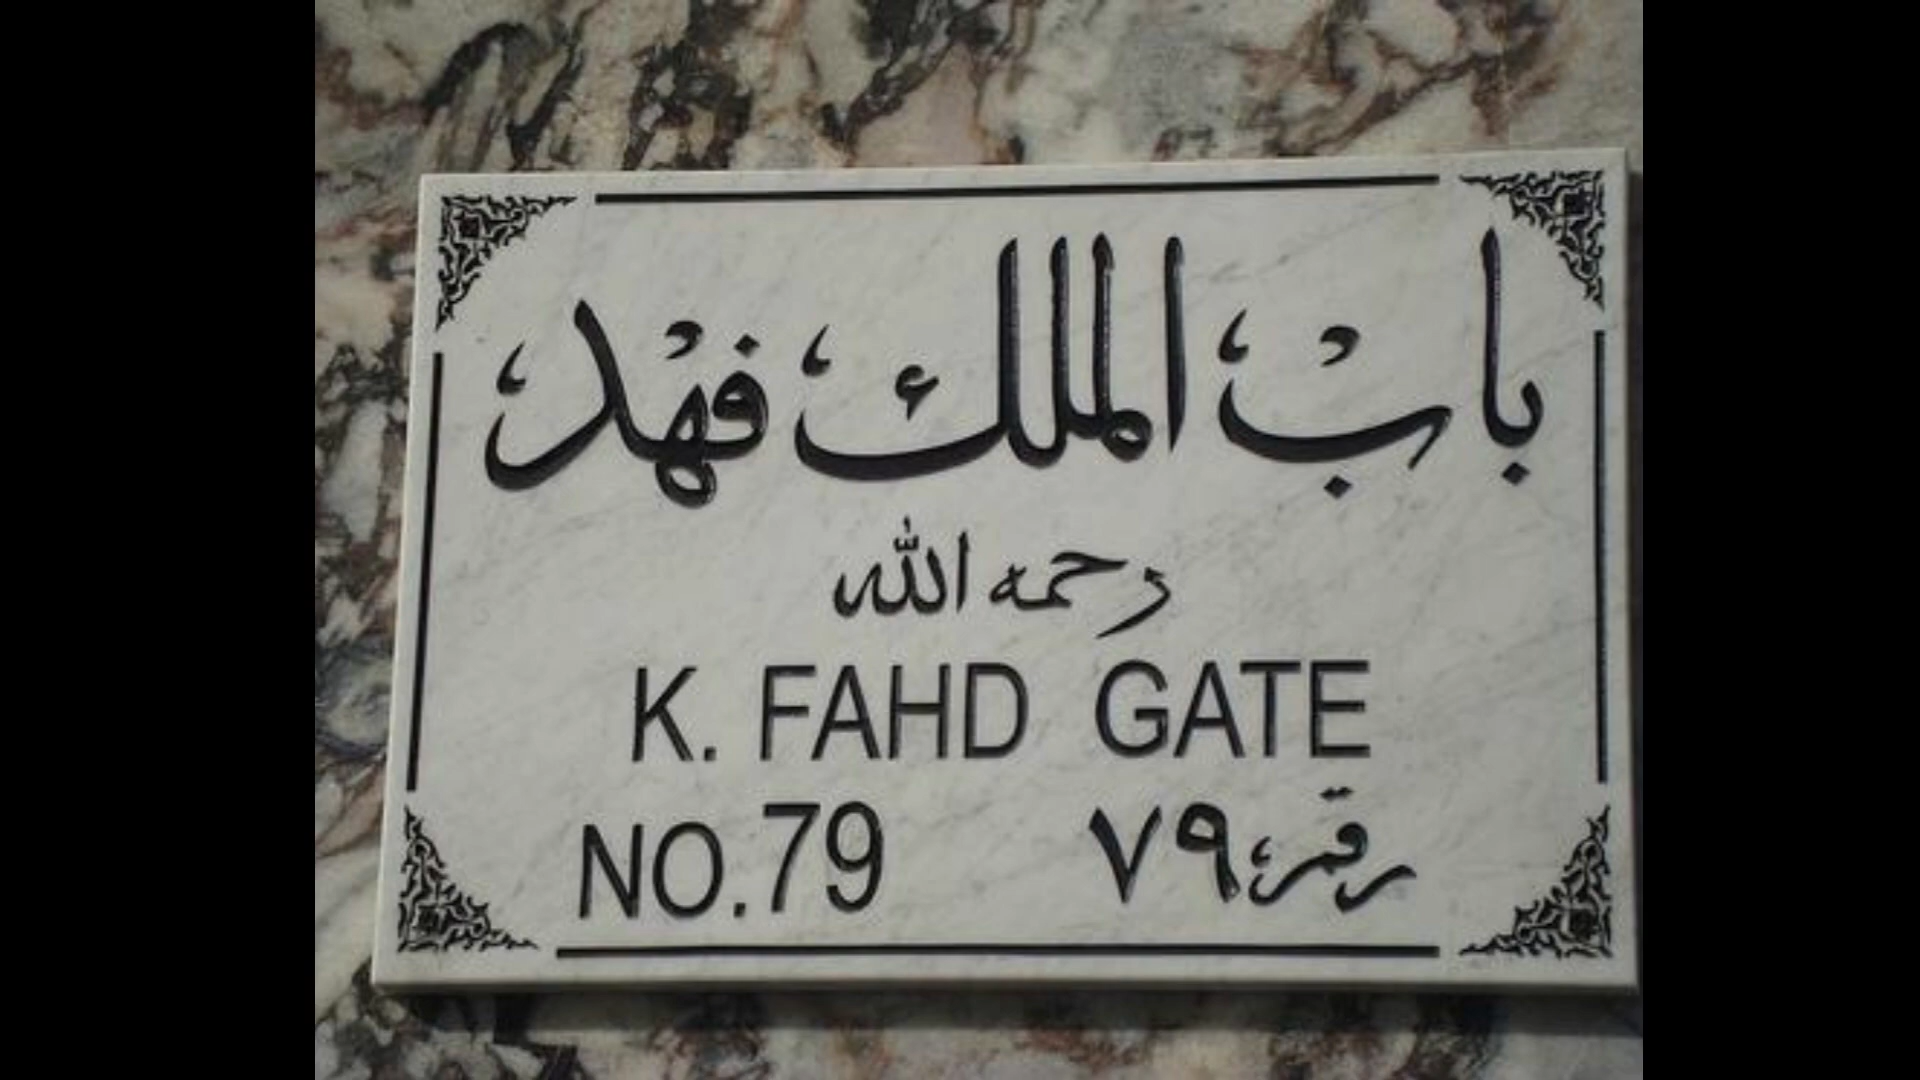 باب الملك فهد
رحمه الله
K. FAHD GATE
NO.79 رقم ٧٩